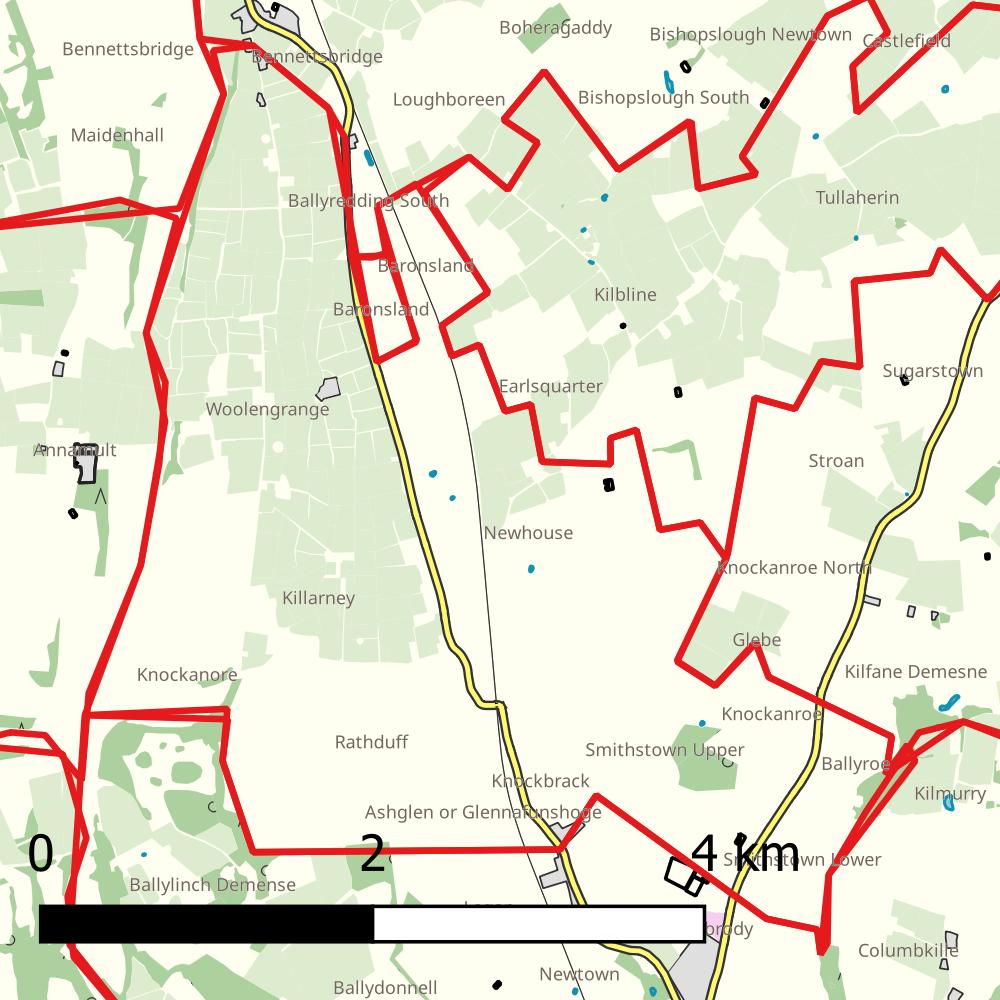 Boheragaddy
Bishopslough Newtown
Castlefield
Bennettsbridge
Bennettsbridge
Loughboreen
Bishopslough South
Maidenhall
Ballyredding South
Tullaherin
Baronsland
Kilbline
Baronsland
Sugarstown
Earlsquarter
Woolengrange
Annamult
Stroan
Newhouse
Knockanroe North
Killarney
Glebe
Knockanore
Kilfane Demesne
Knockanroe
Rathduff
Smithstown Upper
Ballyroe
Knockbrack
Kilmurry
Ashglen or Glennafunshoge
0 2 4 km
Smithstown Lower
Ballylinch Demense
Columbkille
Newtown
Ballydonnell